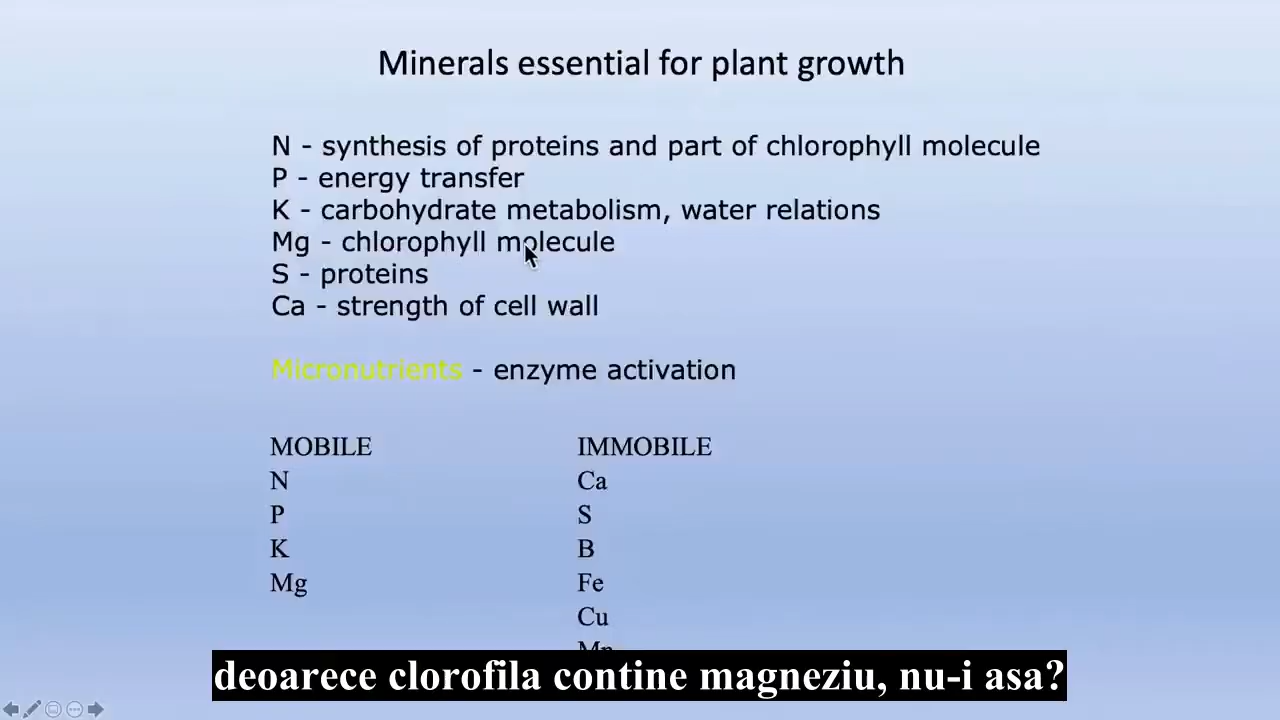 Minerals essential for plant growth
N - synthesis of proteins and part of chlorophyll molecule
P - energy transfer
K - carbohydrate metabolism, water relations
Mg - chlorophyll molecule
S - proteins
Ca - strength of cell wall
Micronutrients - enzyme activation
MOBILE IMMOBILE
N Ca
P S
K B
Mg Fe
Cu
deoarece clorofila contine magneziu, nu-i asa?